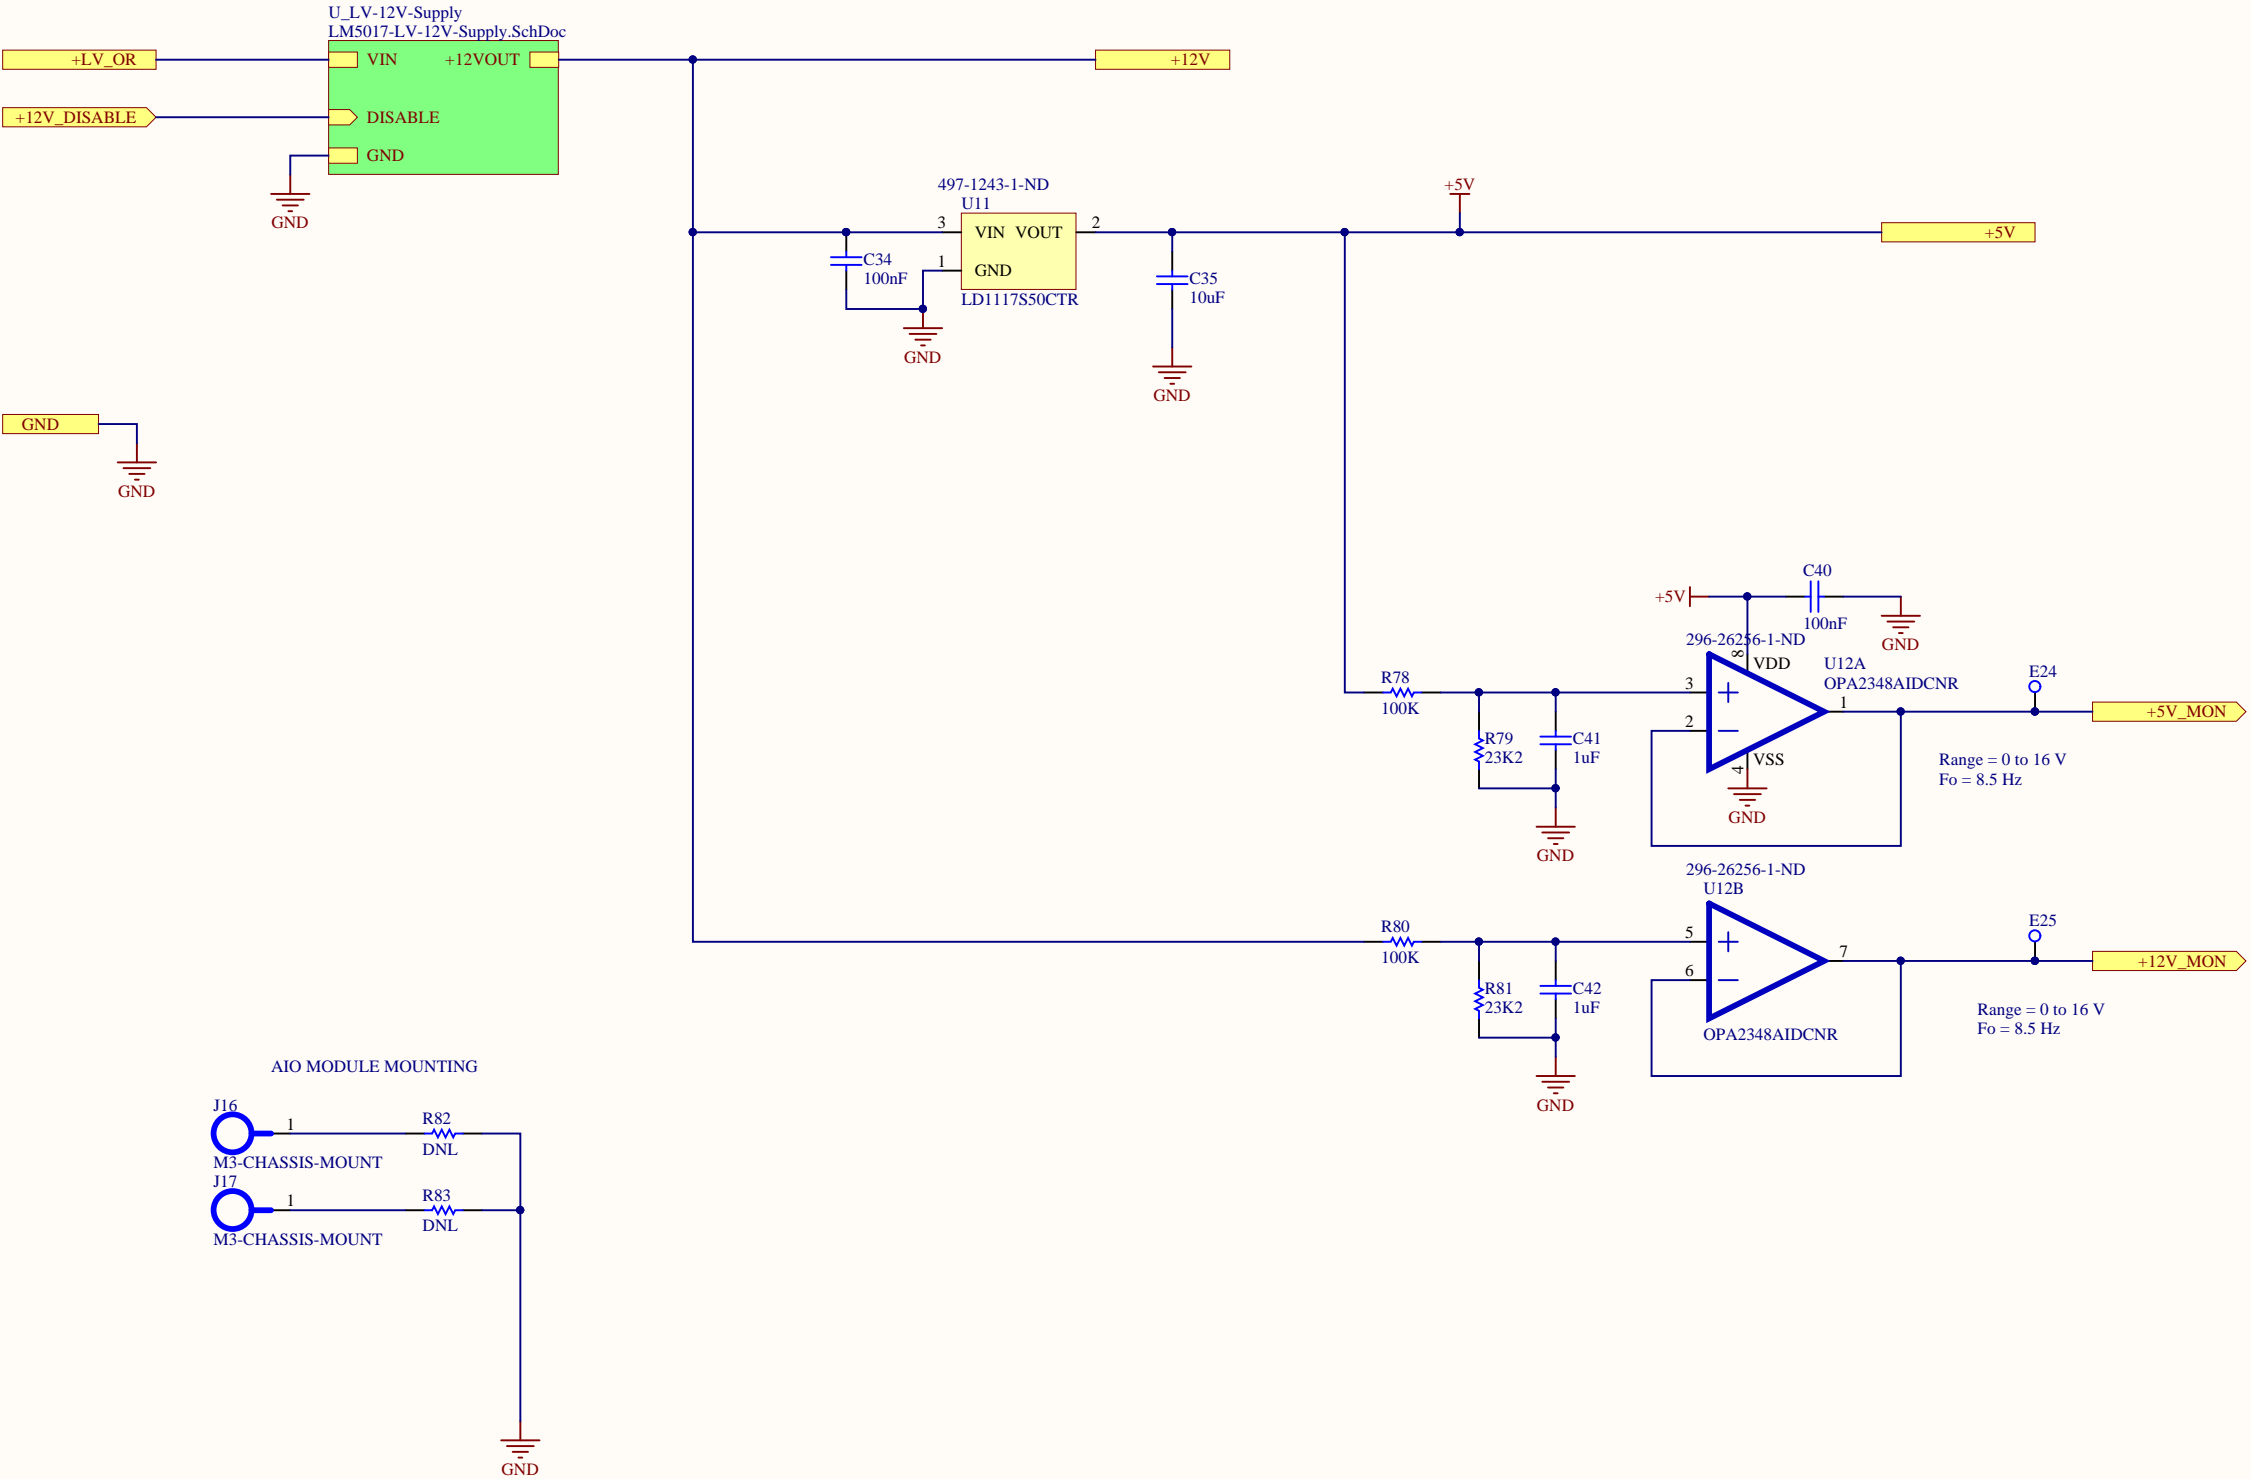 U_LV-12V-Supply
LM5017-LV-12V-Supply.SchDoc
+LV_OR
VIN
+12VOUT
+12V
+12V_DISABLE
DISABLE
GND
GND
497-1243-1-ND
U11
+5V
3
VIN VOUT
2
+5V
C34
100nF
1
GND
C35
10uF
LD1117S50CTR
GND
GND
GND
GND
C40
+5V
100nF
GND
296-26256-1-ND
8
VDD
U12A
OPA2348AIDCNR
E24
R78
100K
3
1
+5V_MON
2
R79
23K2
C41
1uF
VSS
4
GND
Range = 0 to 16 V
Fo = 8.5 Hz
GND
296-26256-1-ND
U12B
E25
R80
100K
5
7
+12V_MON
6
R81
23K2
C42
1uF
Range = 0 to 16 V
Fo = 8.5 Hz
OPA2348AIDCNR
GND
AIO MODULE MOUNTING
J16
1
R82
DNL
M3-CHASSIS-MOUNT
J17
1
R83
DNL
M3-CHASSIS-MOUNT
GND